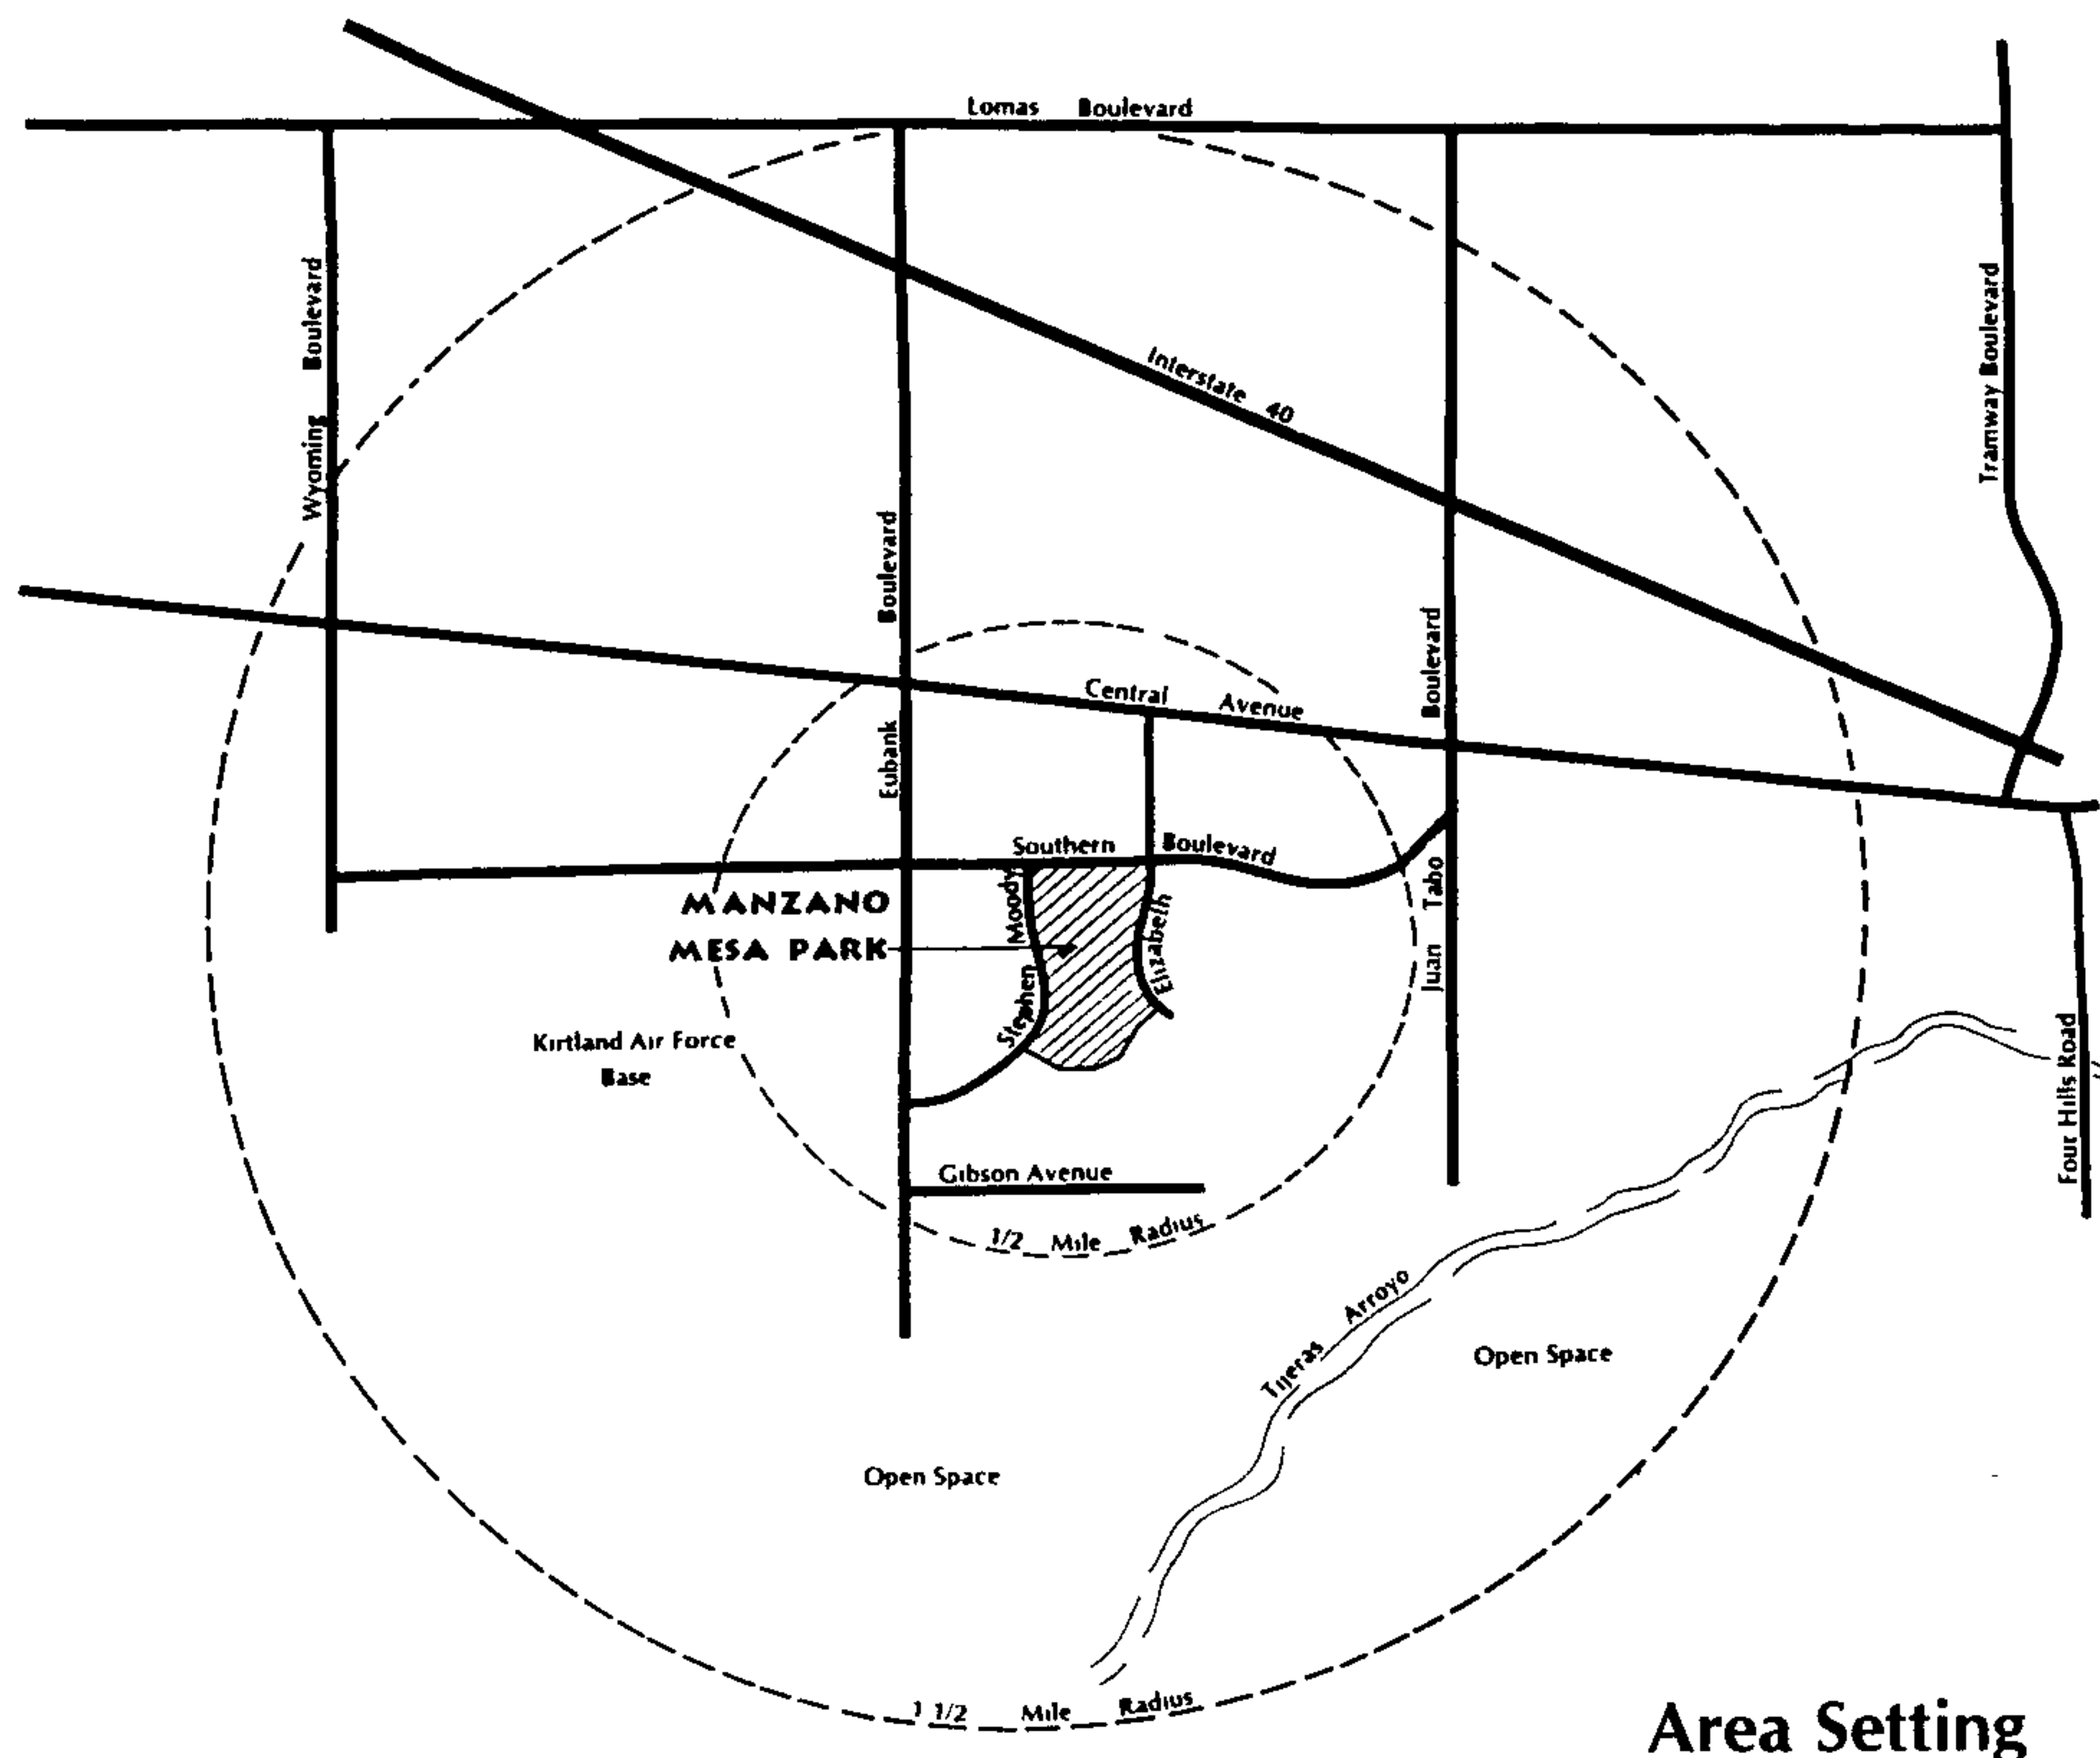 Lomas Boulevard
Wyoming Boulevard
Tramway Boulevard
Interstate 40
Eubank Boulevard
Juan Tabo Boulevard
Central Avenue
Southern Boulevard
MANZANO
MESA PARK
Stephen Moody
Elizabeth
Kirtland Air Force
Base
Four Hills Road
Gibson Avenue
1/2 Mile Radius
Tijeras Arroyo
Open Space
Open Space
1 1/2 Mile Radius
Area Setting